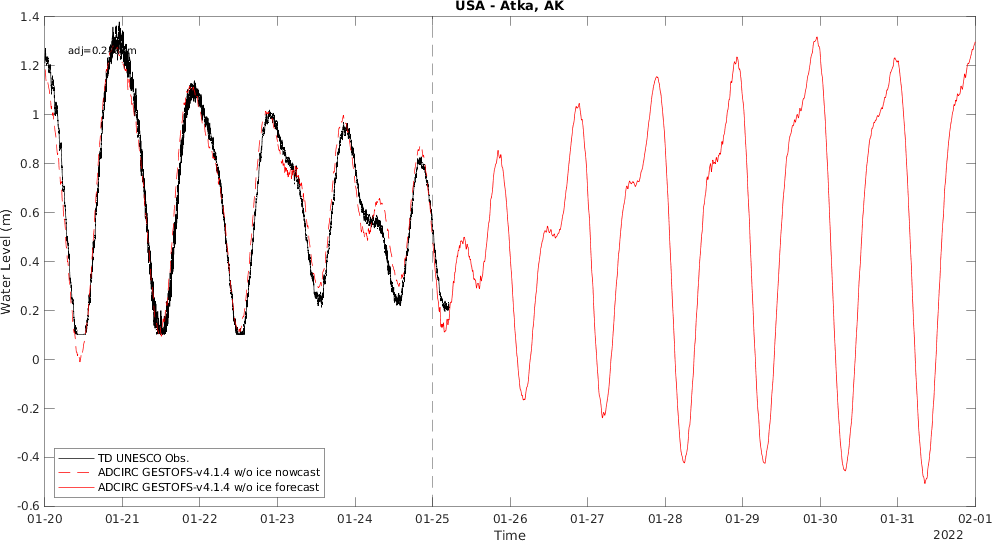 USA - Atka, AK
1.4
1.2
1
0.8
0.6
0.4
0.2
0
-0.2
-0.4
-0.6
Water Level (m)
TD UNESCO Obs.
ADCIRC GESTOFS-v4.1.4 w/o ice nowcast
ADCIRC GESTOFS-v4.1.4 w/o ice forecast
01-20 01-21 01-22 01-23 01-24 01-25 01-26 01-27 01-28 01-29 01-30 01-31 02-01
Time
2022